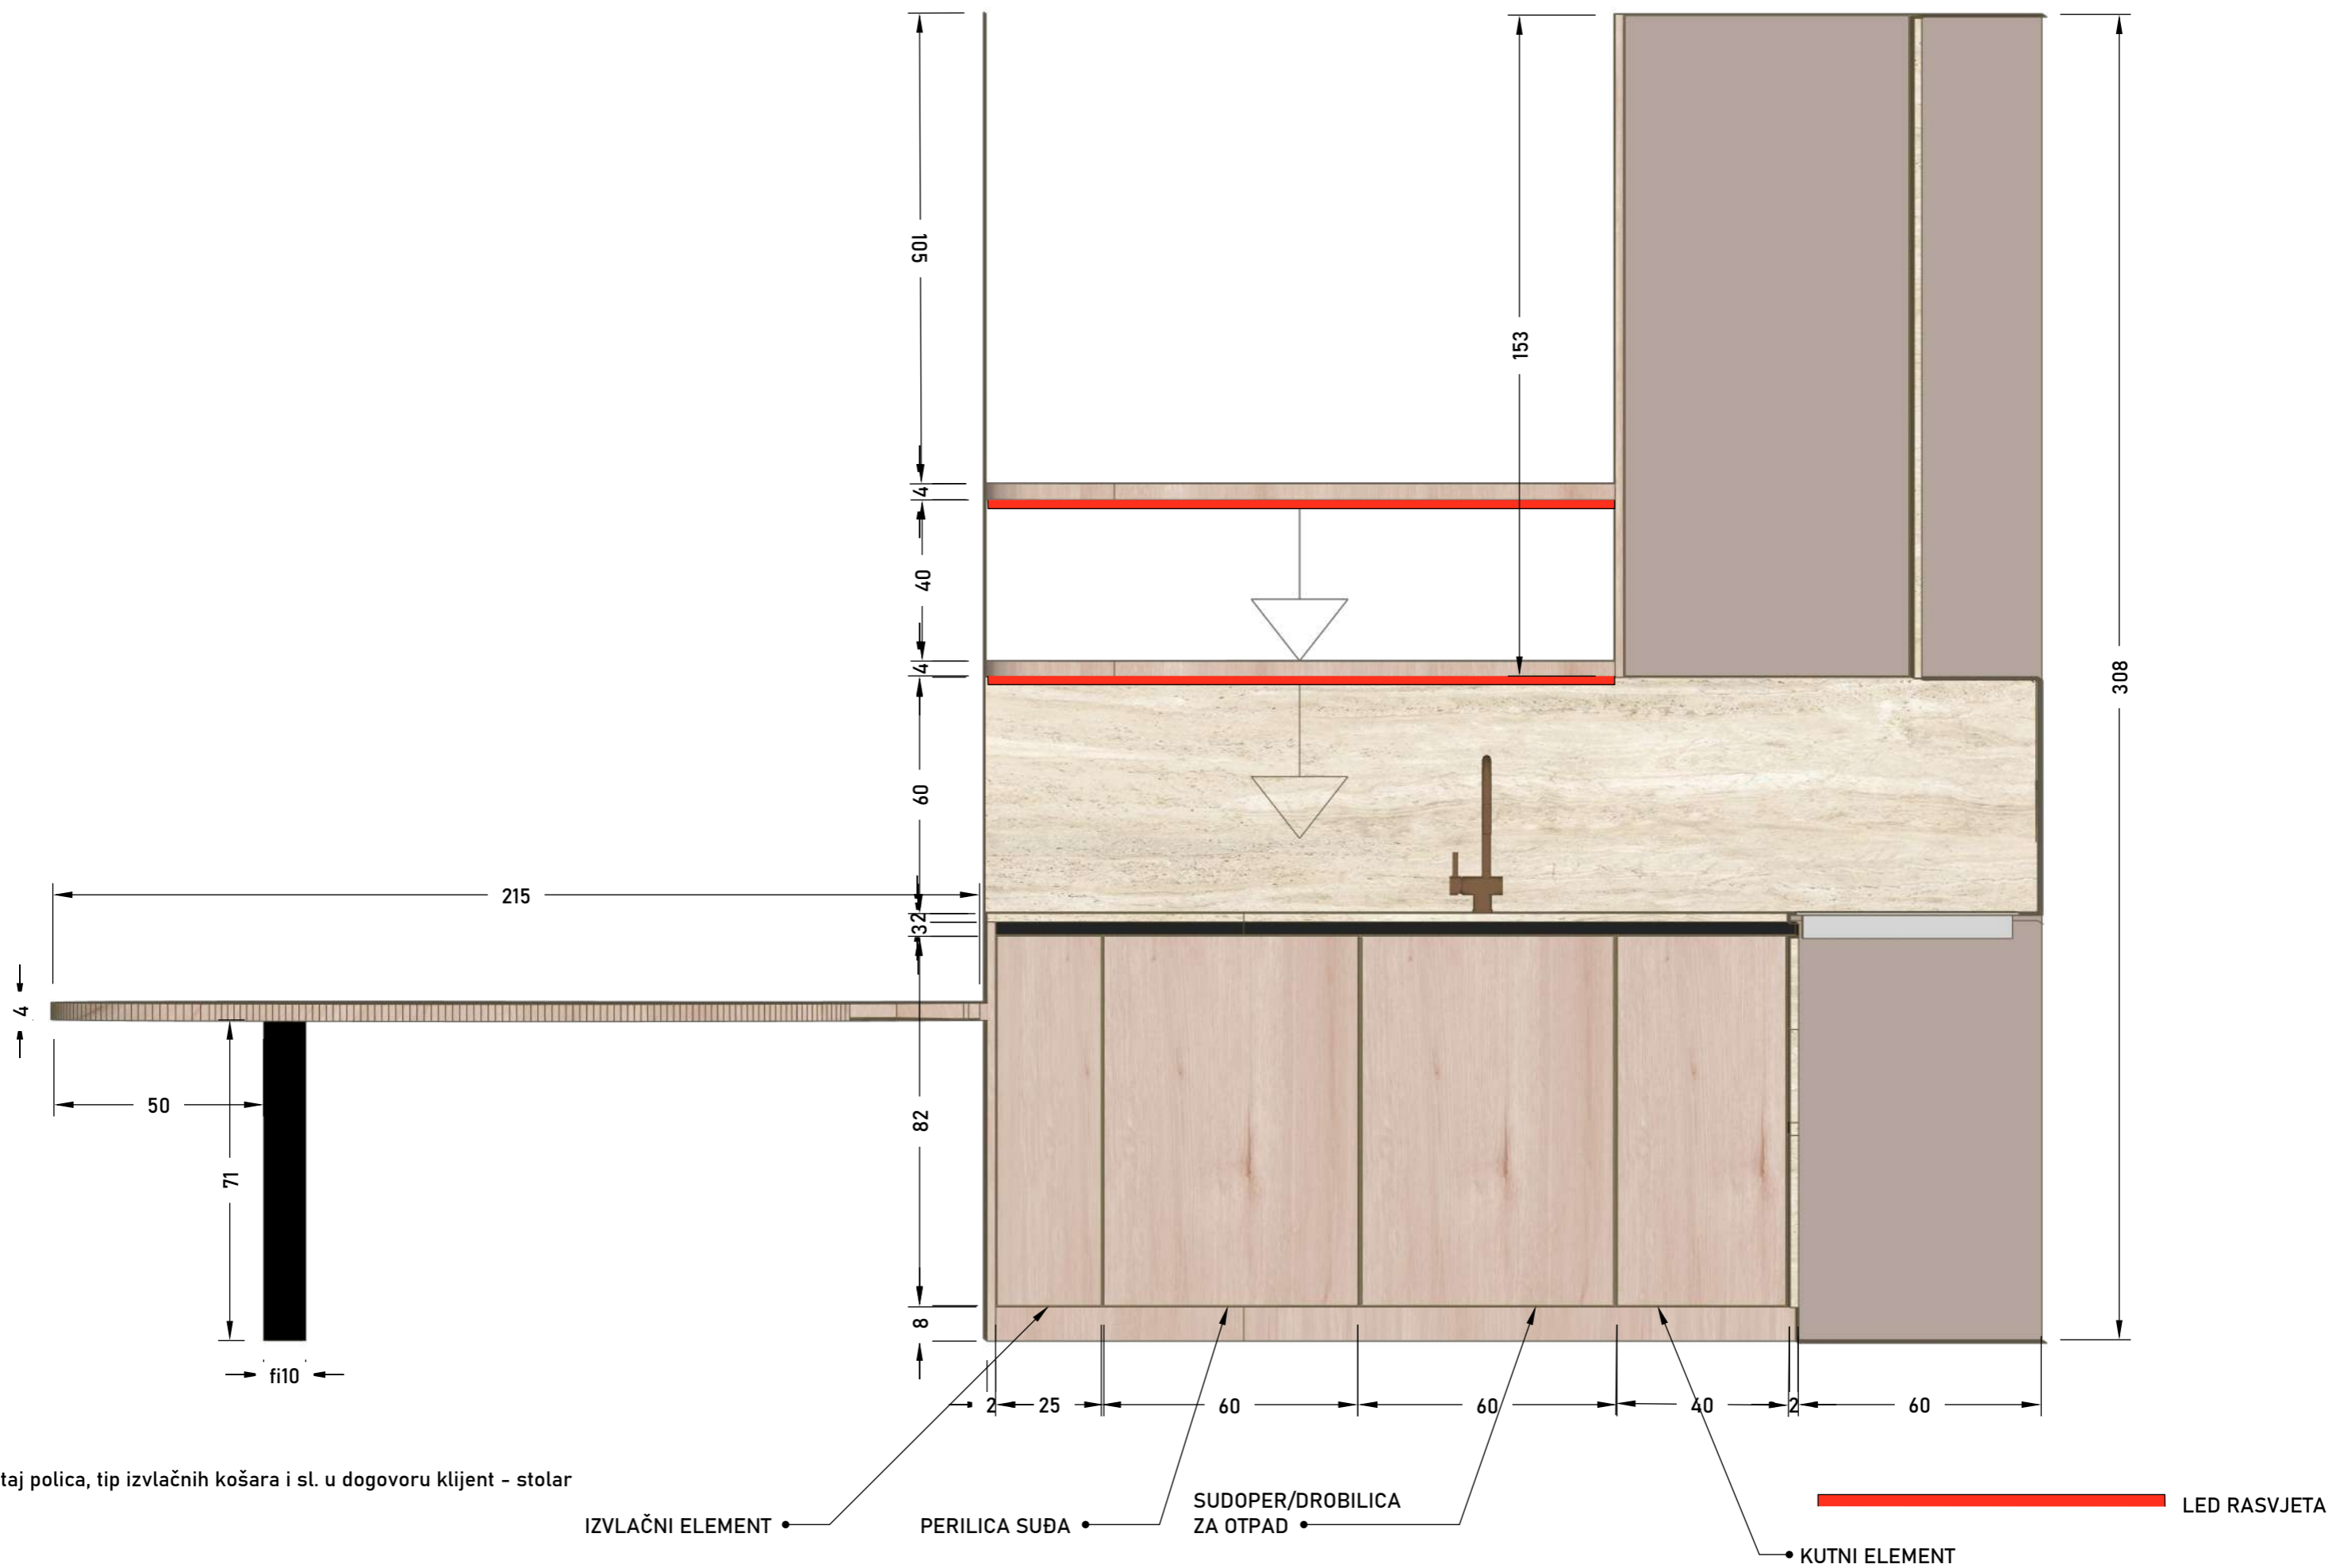 105
153
4
40
308
4
60
215
32
4
50
82
71
8
fi10
2
25
60
60
40
2
60
taj polica, tip izvlačnih košara i sl. u dogovoru klijent - stolar
SUDOPER/DROBILICA
ZA OTPAD
LED RASVJETA
IZVLAČNI ELEMENT
PERILICA SUĐA
KUTNI ELEMENT